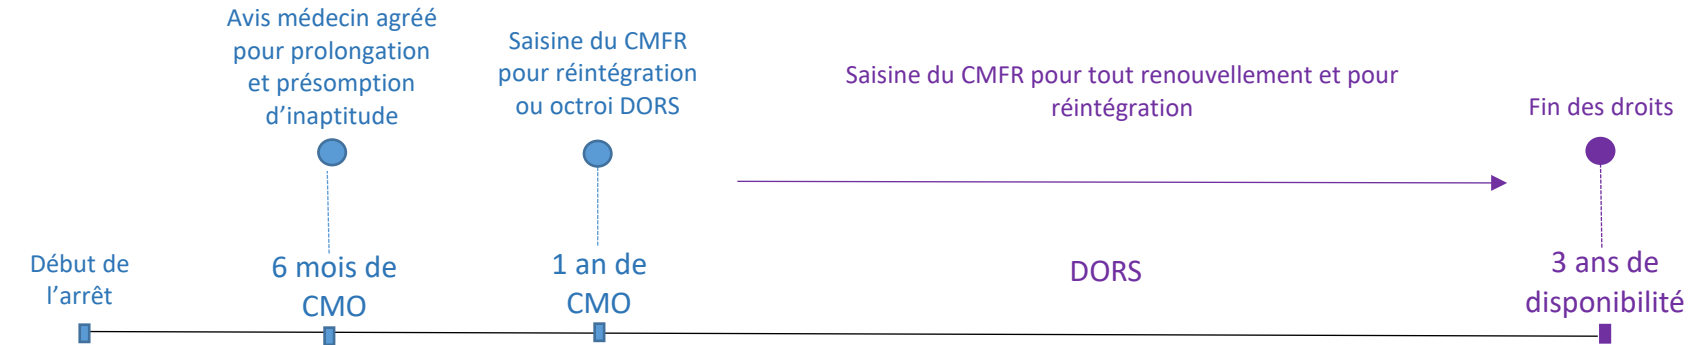 Avis médecin agréé
pour prolongation
et présomption
d’inaptitude
Saisine du CMFR
pour réintégration
ou octroi DORS
Saisine du CMFR pour tout renouvellement et pour
réintégration
Fin des droits
Début de
l’arrêt
6 mois de
CMO
1 an de
CMO
DORS
3 ans de
disponibilité